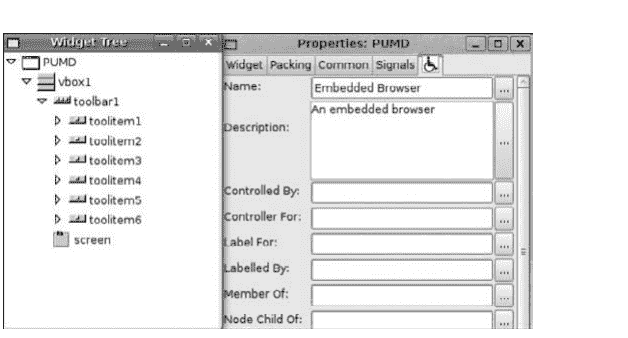 Widget Tree
PUMD
vbox1
toolbar1
toolitem1
toolitem2
toolitem3
toolitem4
toolitem5
toolitem6
screen
Properties: PUMD
Widget Packing Common Signals
Name: Embedded Browser ...
Description: An embedded browser ...
Controlled By: ...
Controller For: ...
Label For: ...
Labelled By: ...
Member Of: ...
Node Child Of: ...